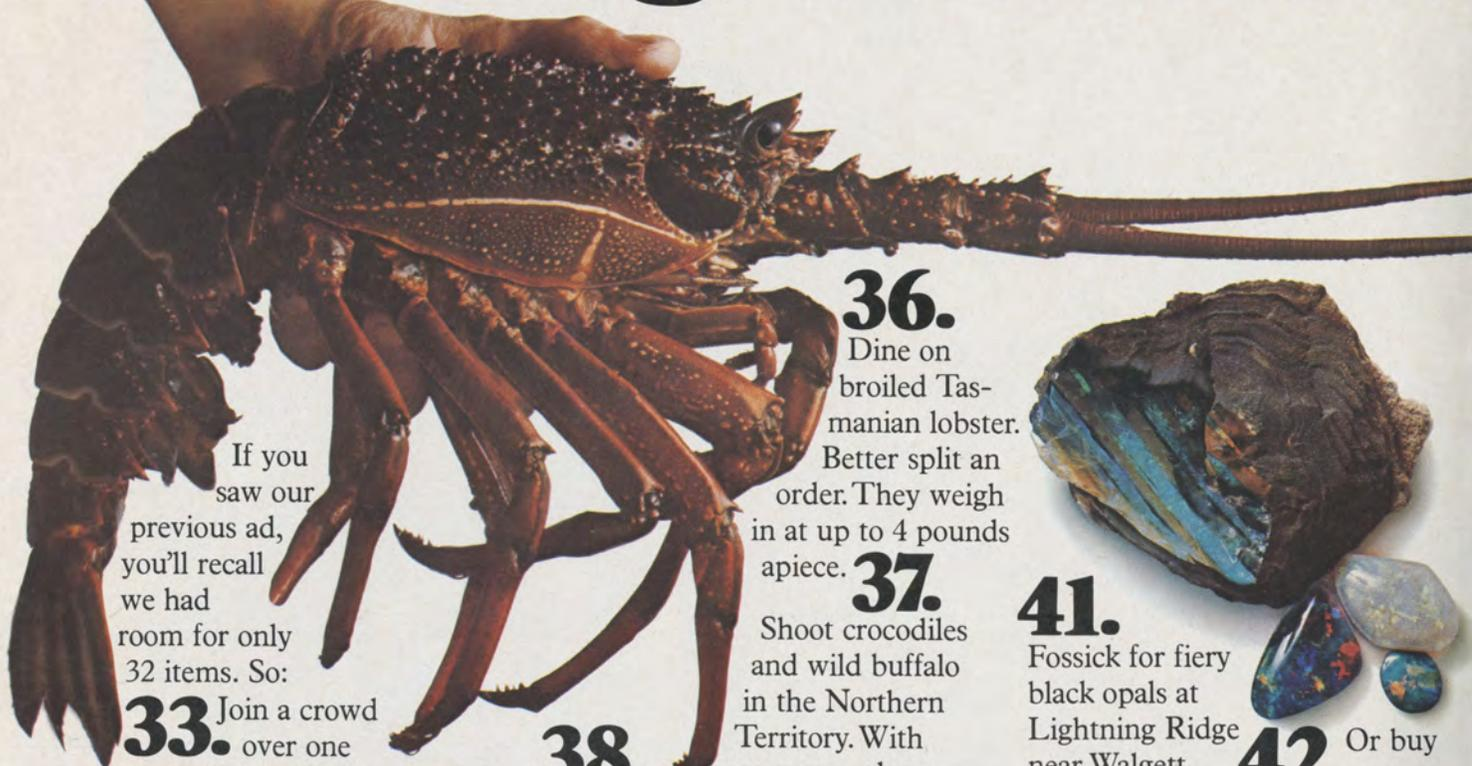 If you
saw our
previous ad,
you'll recall
we had
room for only
32 items. So:
33. Join a crowd
over one
36.
Dine on
broiled Tas-
manian lobster.
Better split an
order. They weigh
in at up to 4 pounds
apiece. 37.
Shoot crocodiles
and wild buffalo
in the Northern
Territory. With
38
41.
Fossick for fiery
black opals at
Lightning Ridge
near Walgett
42 Or buy